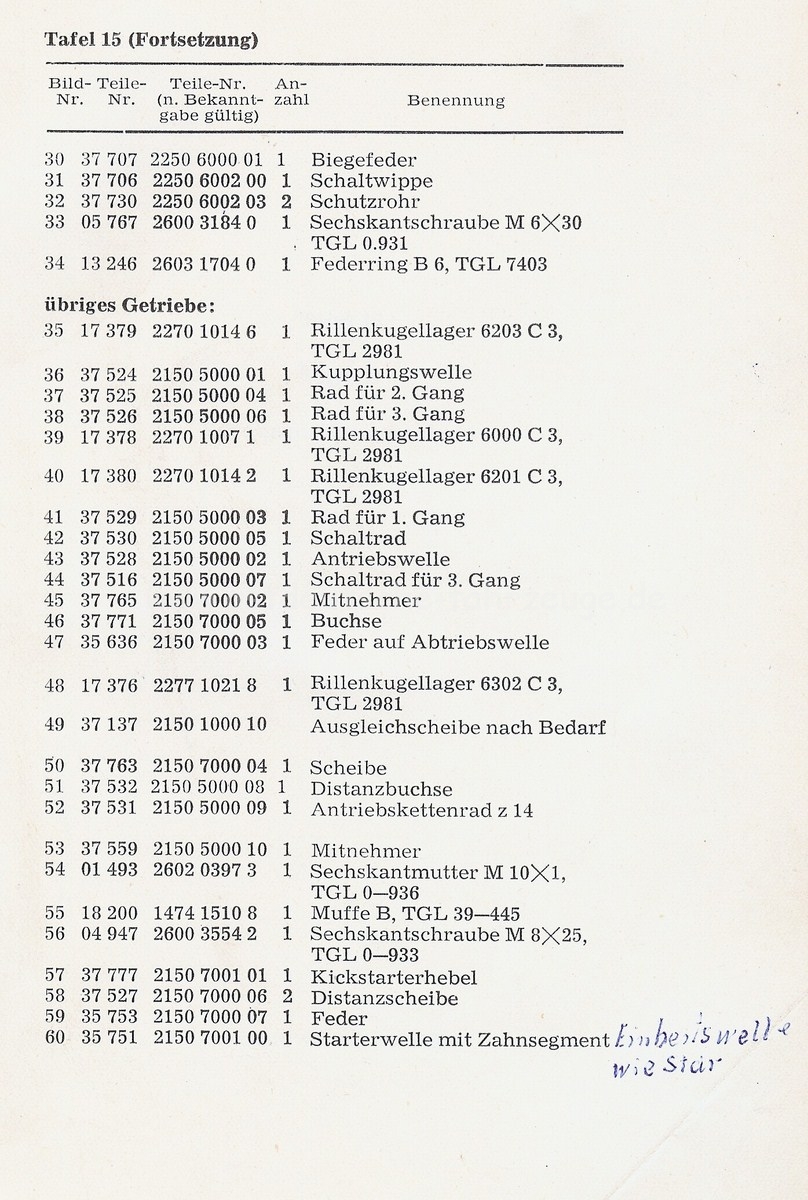 Tafel 15 (Fortsetzung)
Bild- Teile- Teile-Nr. An-
Nr. Nr. (n. Bekannt- zahl Benennung
gabe gültig)
30 37 707 2250 6000 01 1 Biegefeder
31 37 706 2250 6002 00 1 Schaltwippe
32 37 730 2250 6002 03 2 Schutzrohr
33 05 767 2600 3184 0 1 Sechskantschraube M 6×30
TGL 0.931
34 13 246 2603 1704 0 1 Federring B 6, TGL 7403
übriges Getriebe:
35 17 379 2270 1014 6 1 Rillenkugellager 6203 C 3,
TGL 2981
36 37 524 2150 5000 01 1 Kupplungswelle
37 37 525 2150 5000 04 1 Rad für 2. Gang
38 37 526 2150 5000 06 1 Rad für 3. Gang
39 17 378 2270 1007 1 1 Rillenkugellager 6000 C 3,
TGL 2981
40 17 380 2270 1014 2 1 Rillenkugellager 6201 C 3,
TGL 2981
41 37 529 2150 5000 03 1 Rad für 1. Gang
42 37 530 2150 5000 05 1 Schaltrad
43 37 528 2150 5000 02 1 Antriebswelle
44 37 516 2150 5000 07 1 Schaltrad für 3. Gang
45 37 765 2150 7000 02 1 Mitnehmer
46 37 771 2150 7000 05 1 Buchse
47 35 636 2150 7000 03 1 Feder auf Abtriebswelle
48 17 376 2277 1021 8 1 Rillenkugellager 6302 C 3,
TGL 2981
49 37 137 2150 1000 10 Ausgleichscheibe nach Bedarf
50 37 763 2150 7000 04 1 Scheibe
51 37 532 2150 5000 08 1 Distanzbuchse
52 37 531 2150 5000 09 1 Antriebskettenrad z 14
53 37 559 2150 5000 10 1 Mitnehmer
54 01 493 2602 0397 3 1 Sechskantmutter M 10×1,
TGL 0—936
55 18 200 1474 1510 8 1 Muffe B, TGL 39—445
56 04 947 2600 3554 2 1 Sechskantschraube M 8×25,
TGL 0—933
57 37 777 2150 7001 01 1 Kickstarterhebel
58 37 527 2150 7000 06 2 Distanzscheibe
59 35 753 2150 7000 07 1 Feder
60 35 751 2150 7001 00 1 Starterwelle mit Zahnsegment Einheitswelle
wie Star